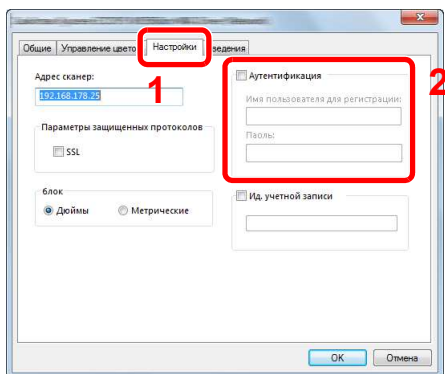 Общие Управление цвето Настройки ведения
Адрес сканер:
192.168.178.25
1
Аутентификация
2
Имя пользователя для регистрации:
Паоль:
Параметры защищенных протоколов
SSL
блок
Дюймы Метрические
Ид. учетной записи
OK Отмена